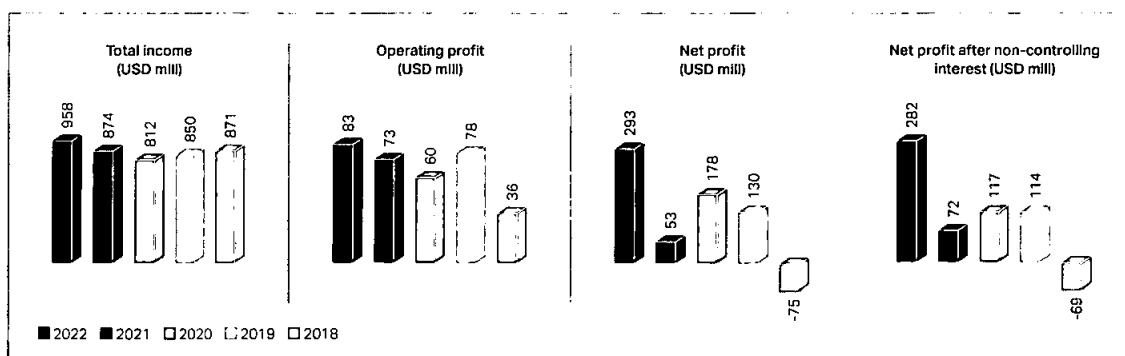 Total income
(USD mill)
958
874
812
850
871
Operating profit
(USD mill)
83
73
60
78
36
Net profit
(USD mill)
293
53
178
130
-75
Net profit after non-controlling
interest (USD mill)
282
72
117
114
-69
2022 2021 2020 2019 2018